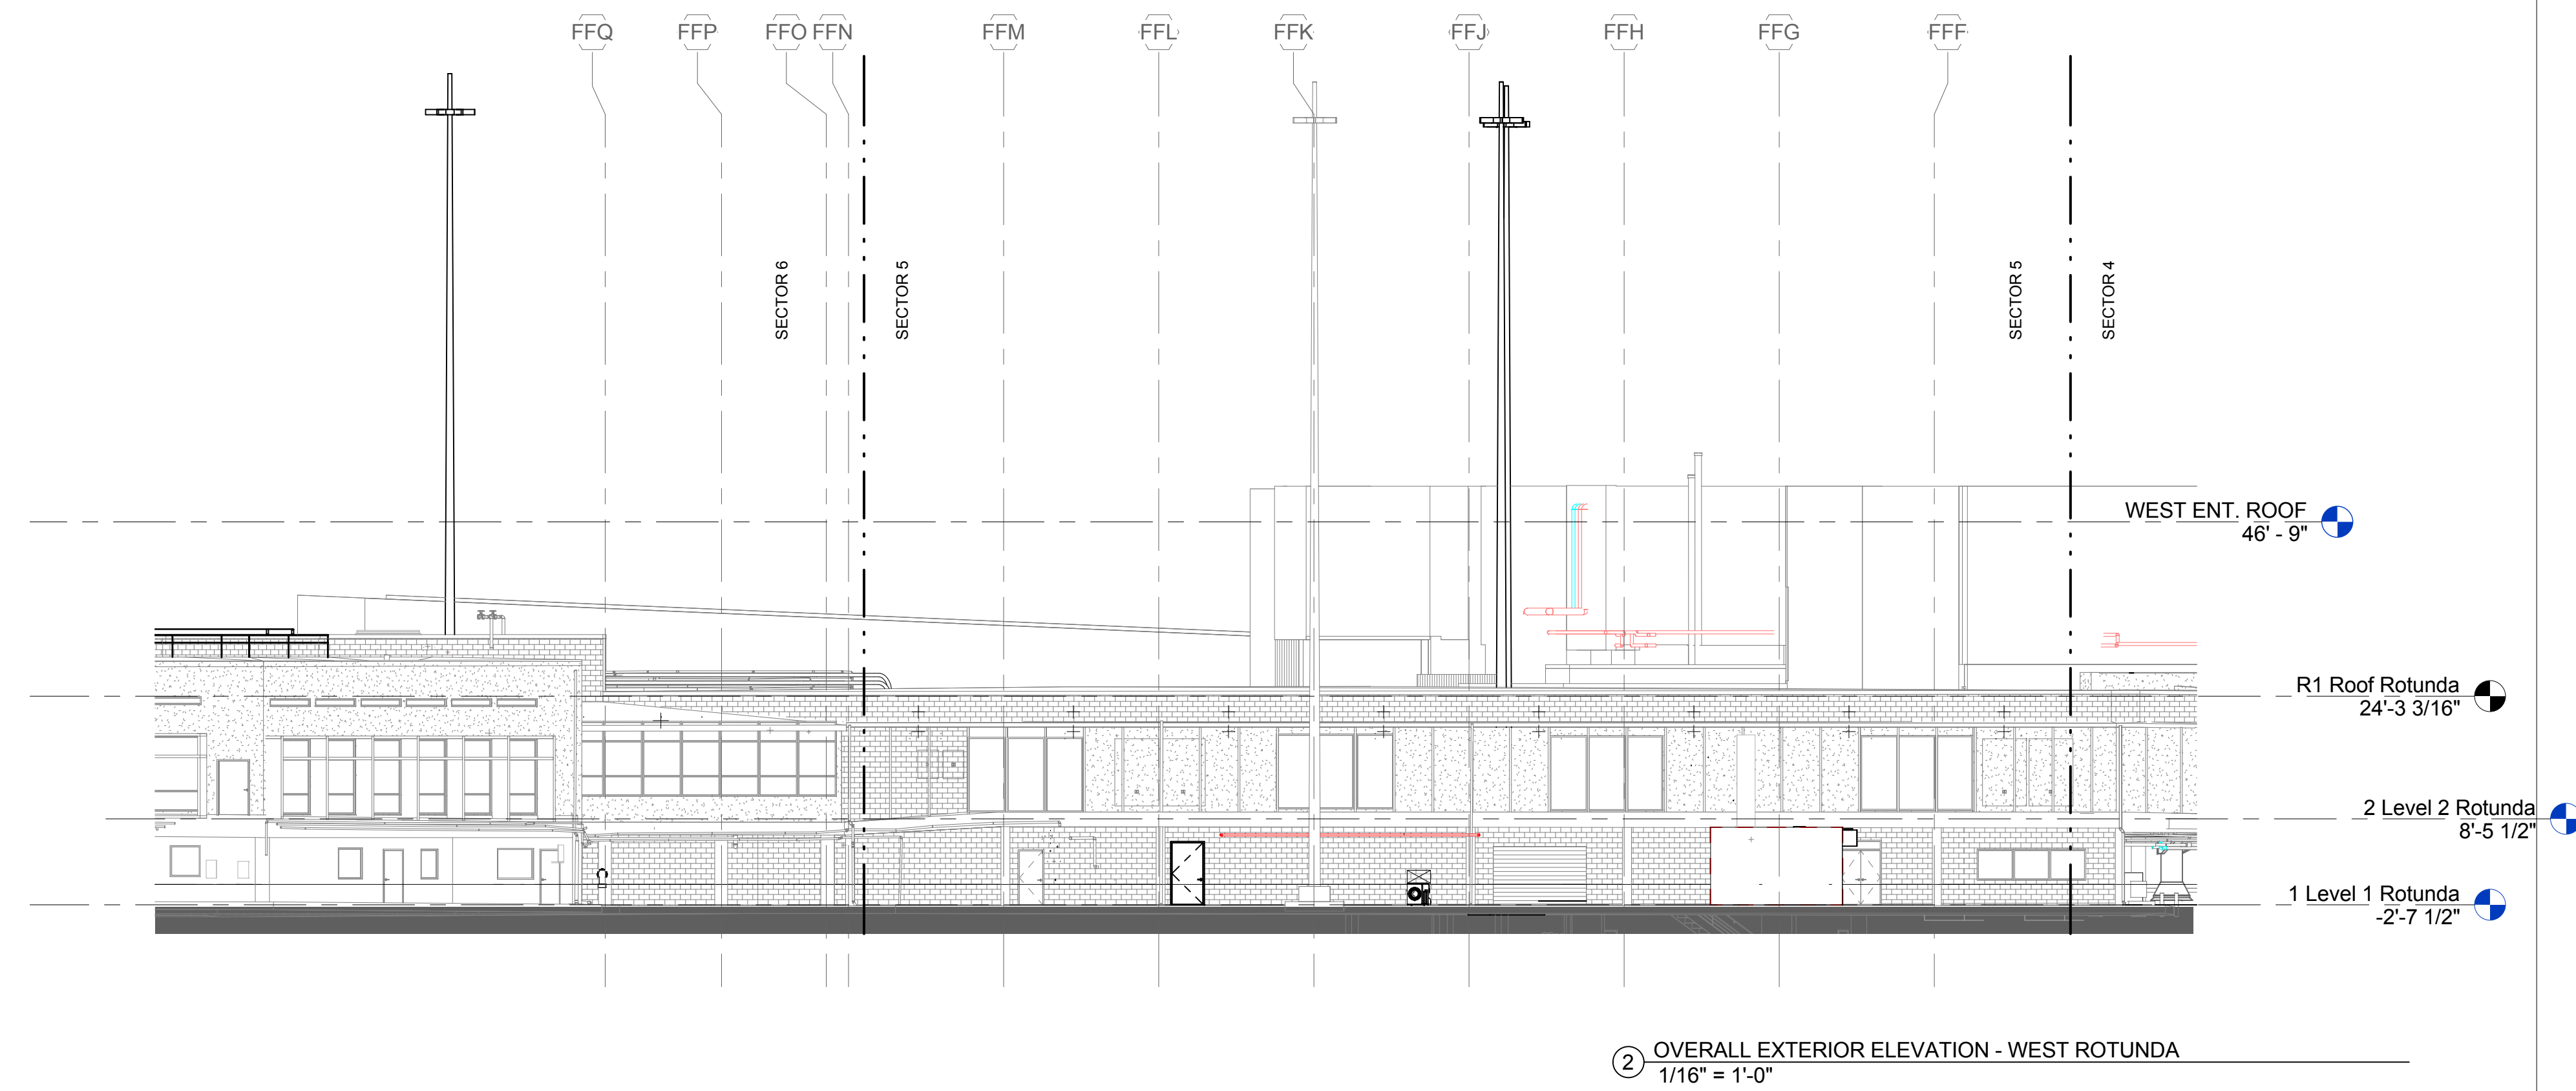 FFQ FFP FFO FFN FFM FFL FFK FFJ FFH FFG FFF
SECTOR 6
SECTOR 5
SECTOR 5
SECTOR 4
WEST ENT. ROOF
46' - 9"
R1 Roof Rotunda
24'-3 3/16"
2 Level 2 Rotunda
8'-5 1/2"
1 Level 1 Rotunda
-2'-7 1/2"
2 OVERALL EXTERIOR ELEVATION - WEST ROTUNDA
1/16" = 1'-0"